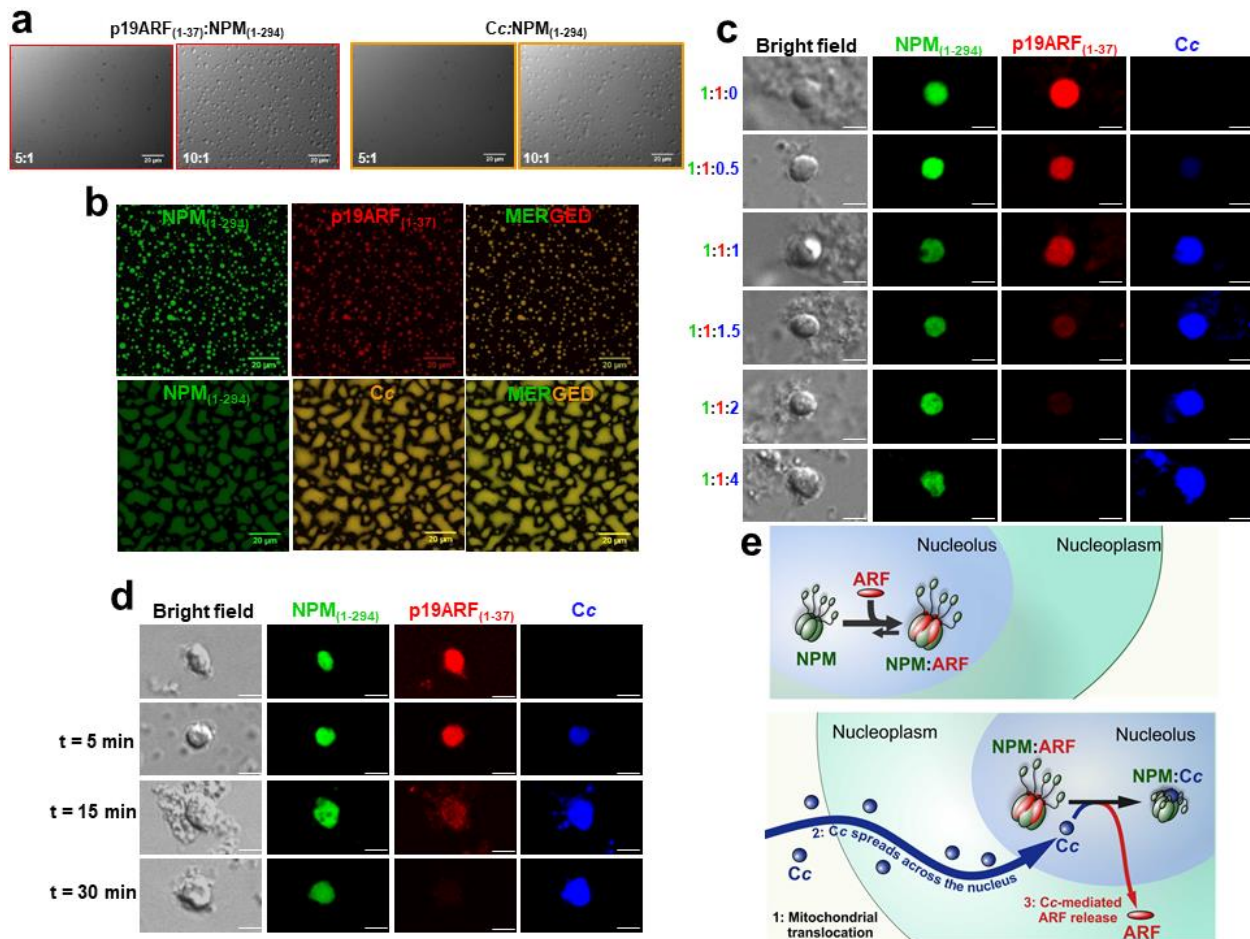 a
p19ARF(1-37):NPM(1-294)
Cc:NPM(1-294)
5:1
20 µm
10:1
20 µm
5:1
20 µm
10:1
20 µm
b
NPM(1-294)
p19ARF(1-37)
MERGED
20 µm
20 µm
20 µm
NPM(1-294)
Cc
MERGED
20 µm
20 µm
20 µm
c
Bright field
NPM(1-294)
p19ARF(1-37)
Cc
1:1:0
1:1:0.5
1:1:1
1:1:1.5
1:1:2
1:1:4
d
Bright field
NPM(1-294)
p19ARF(1-37)
Cc
t = 5 min
t = 15 min
t = 30 min
e
Nucleolus
Nucleoplasm
ARF
NPM
NPM:ARF
Nucleoplasm
Nucleolus
NPM:ARF
NPM:Cc
Cc
2: Cc spreads across the nucleus
Cc
3: Cc-mediated
ARF release
1: Mitochondrial
translocation
ARF